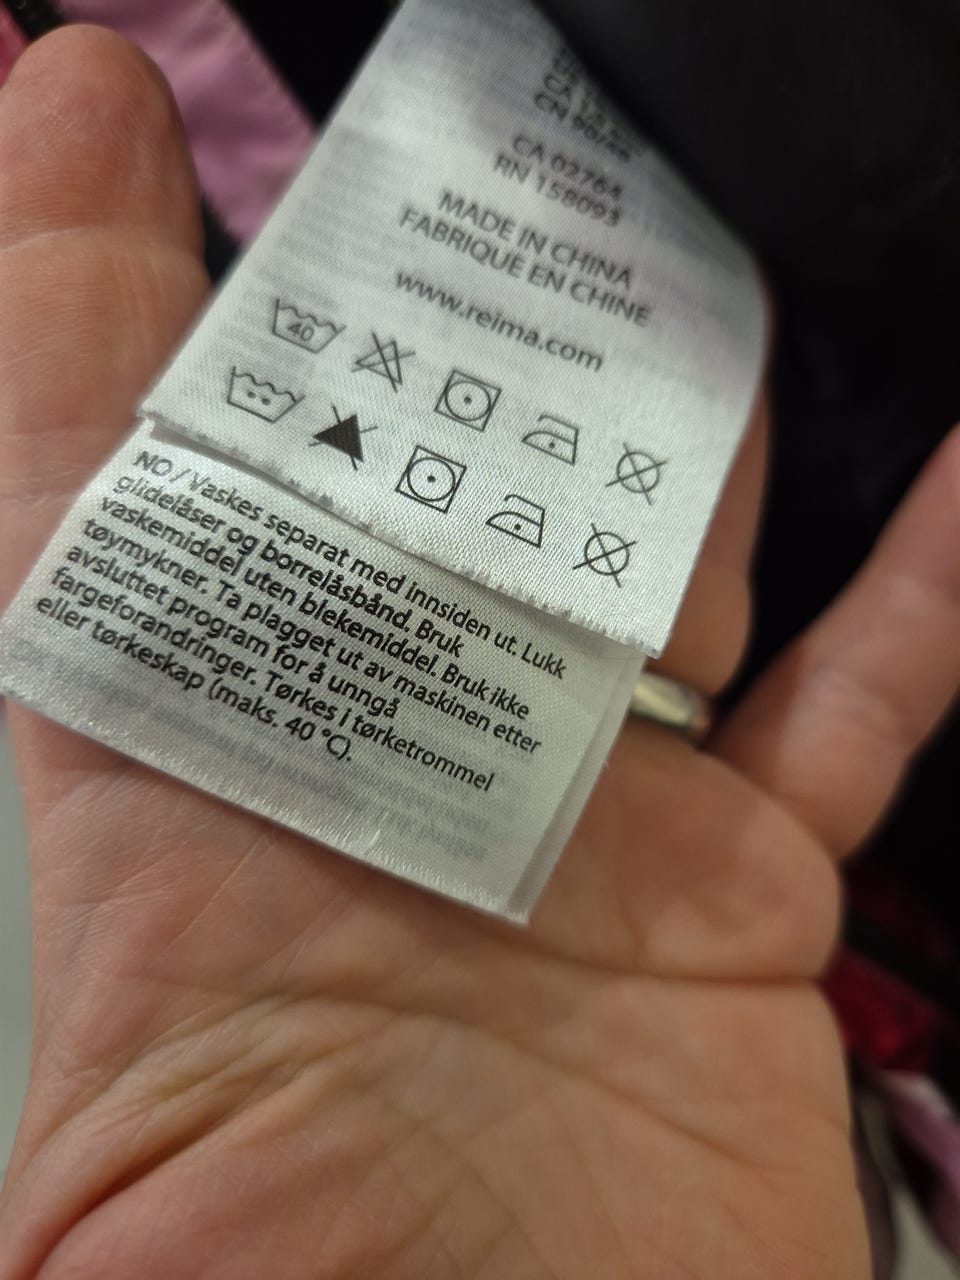 CA 02764
RN 158093
MADE IN CHINA
FABRIQUÉ EN CHINE
www.reima.com
40
NO / Vaskes separat med innsiden ut. Lukk
glidelåser og borrelåsbånd. Bruk
vaskemiddel uten blekemiddel. Bruk ikke
tøymykner. Ta plagget ut av maskinen etter
avsluttet program for å unngå
fargeforandringer. Tørkes i tørketrommel
eller tørkeskap (maks. 40 °C).